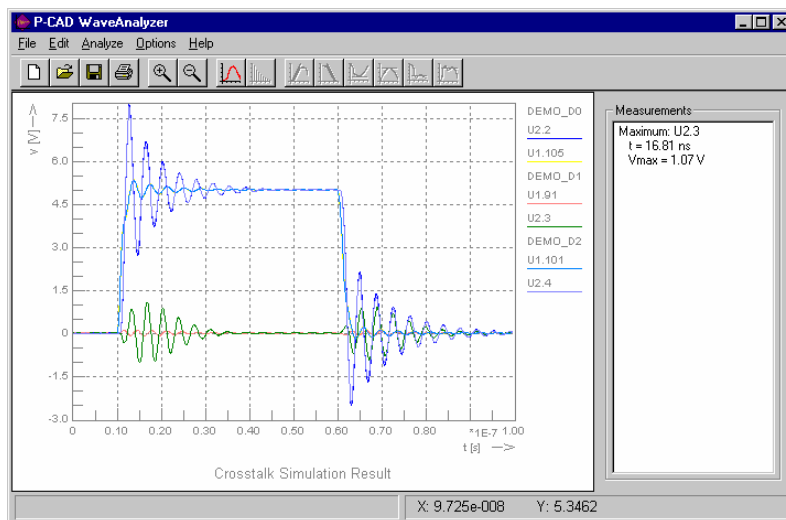 P-CAD WaveAnalyzer
File Edit Analyze Options Help
v [V] -->
7.5
6.0
4.5
3.0
1.5
0
-1.5
-3.0
0 0.10 0.20 0.30 0.40 0.50 0.60 0.70 0.80 *1E-7 1.00
t [s] -->
Crosstalk Simulation Result
DEMO_D0
U2.2
U1.105
DEMO_D1
U1.91
U2.3
DEMO_D2
U1.101
U2.4
Measurements
Maximum: U2.3
t = 16.81 ns
Vmax = 1.07 V
X: 9.725e-008 Y: 5.3462